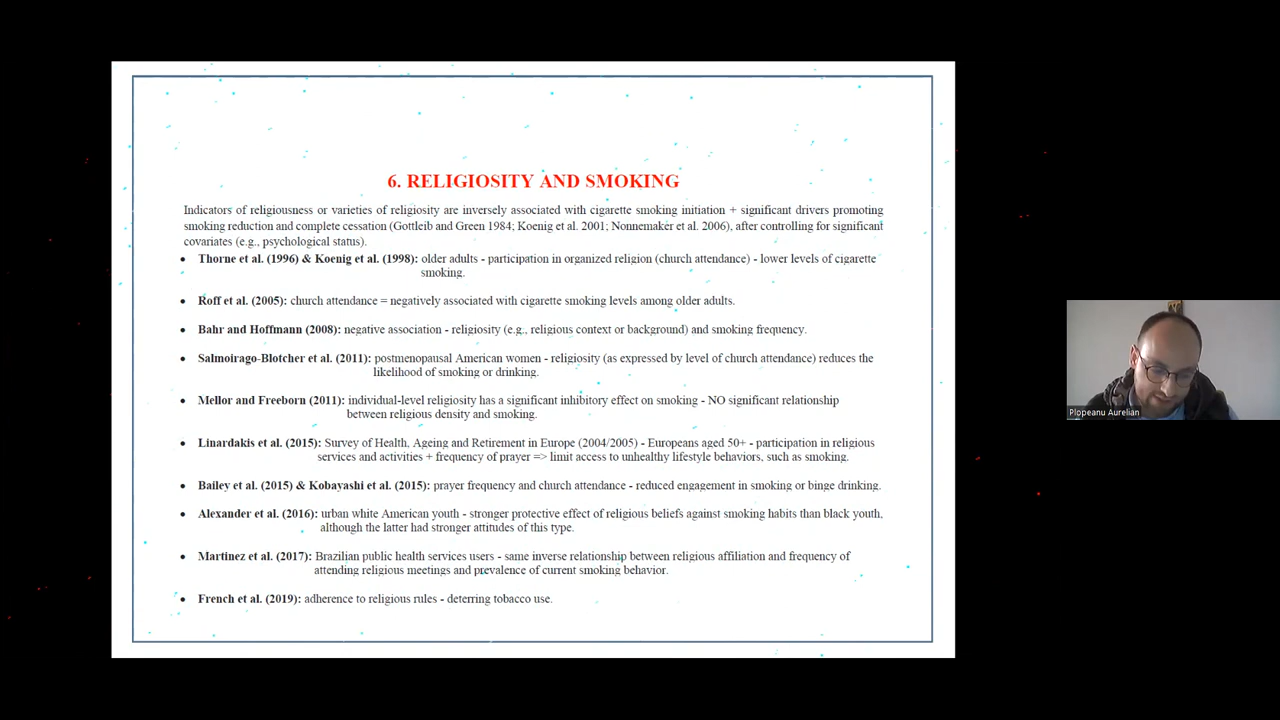 6. RELIGIOSITY AND SMOKING
Indicators of religiousness or varieties of religiosity are inversely associated with cigarette smoking initiation + significant drivers promoting
smoking reduction and complete cessation (Gottleib and Green 1984; Koenig et al. 2001; Nonnemaker et al. 2006), after controlling for significant
covariates (e.g., psychological status).
• Thorne et al. (1996) & Koenig et al. (1998): older adults - participation in organized religion (church attendance) - lower levels of cigarette
smoking.
• Roff et al. (2005): church attendance = negatively associated with cigarette smoking levels among older adults.
• Bahr and Hoffmann (2008): negative association - religiosity (e.g., religious context or background) and smoking frequency.
• Salmoirago-Blotcher et al. (2011): postmenopausal American women - religiosity (as expressed by level of church attendance) reduces the
likelihood of smoking or drinking.
• Mellor and Freeborn (2011): individual-level religiosity has a significant inhibitory effect on smoking - NO significant relationship
between religious density and smoking.
• Linardakis et al. (2015): Survey of Health, Ageing and Retirement in Europe (2004/2005) - Europeans aged 50+ - participation in religious
services and activities + frequency of prayer => limit access to unhealthy lifestyle behaviors, such as smoking.
• Bailey et al. (2015) & Kobayashi et al. (2015): prayer frequency and church attendance - reduced engagement in smoking or binge drinking.
• Alexander et al. (2016): urban white American youth - stronger protective effect of religious beliefs against smoking habits than black youth,
although the latter had stronger attitudes of this type.
• Martinez et al. (2017): Brazilian public health services users - same inverse relationship between religious affiliation and frequency of
attending religious meetings and prevalence of current smoking behavior.
• French et al. (2019): adherence to religious rules - deterring tobacco use.
Plopeanu Aurelian